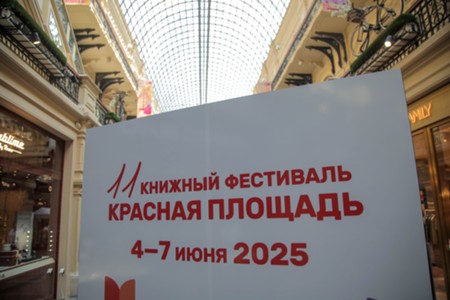 11 КНИЖНЫЙ ФЕСТИВАЛЬ
КРАСНАЯ ПЛОЩАДЬ
4–7 июня 2025